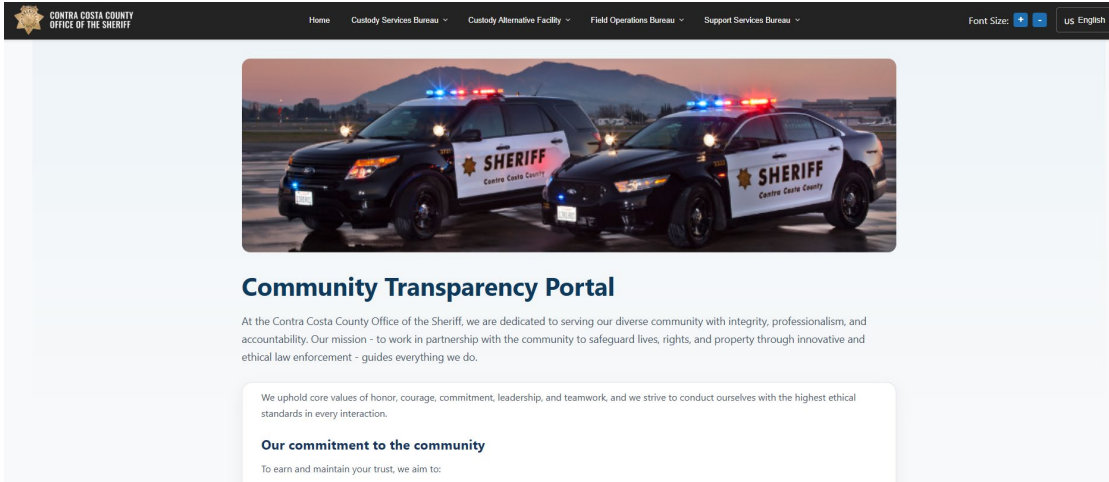 CONTRA COSTA COUNTY
OFFICE OF THE SHERIFF
Home Custody Services Bureau Custody Alternative Facility Field Operations Bureau Support Services Bureau
Font Size: + -
US English
SHERIFF
Contra Costa County
SHERIFF
Contra Costa County
Community Transparency Portal
At the Contra Costa County Office of the Sheriff, we are dedicated to serving our diverse community with integrity, professionalism, and
accountability. Our mission - to work in partnership with the community to safeguard lives, rights, and property through innovative and
ethical law enforcement - guides everything we do.
We uphold core values of honor, courage, commitment, leadership, and teamwork, and we strive to conduct ourselves with the highest ethical
standards in every interaction.
Our commitment to the community
To earn and maintain your trust, we aim to: